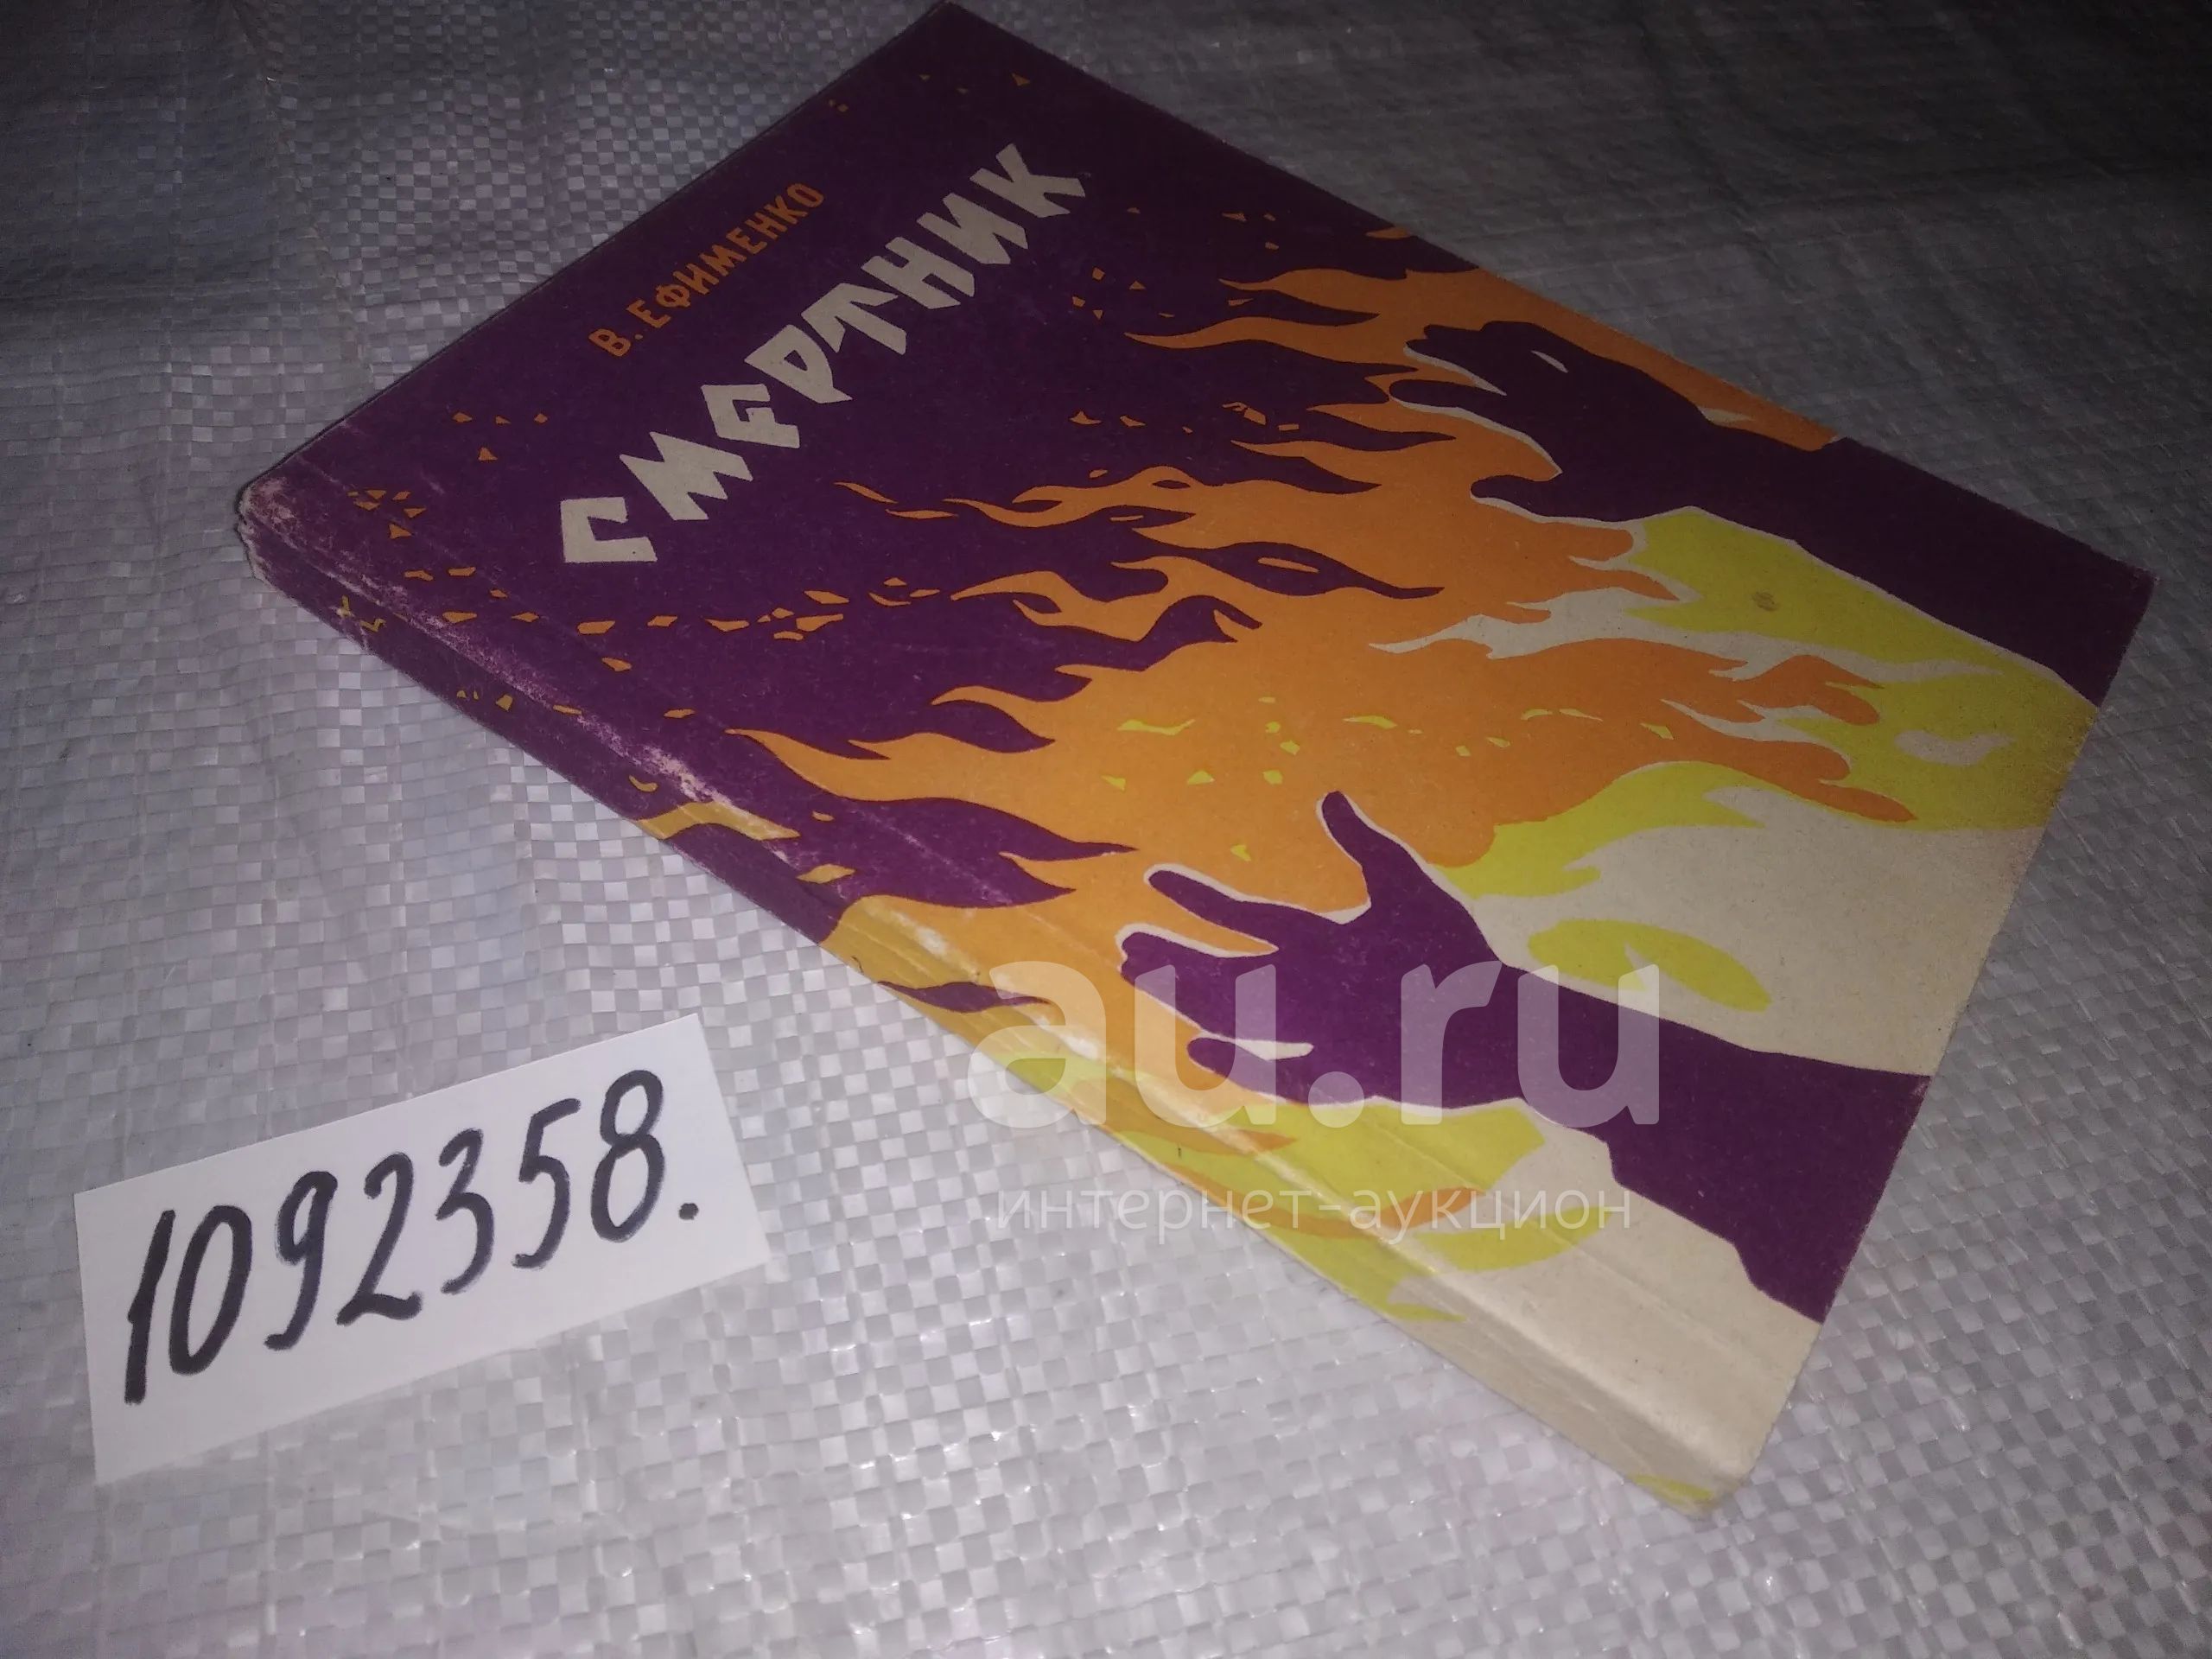 В. ЕФИМЕНКО
СМЕРТНИК
au.ru
интернет-аукцион
1092358.